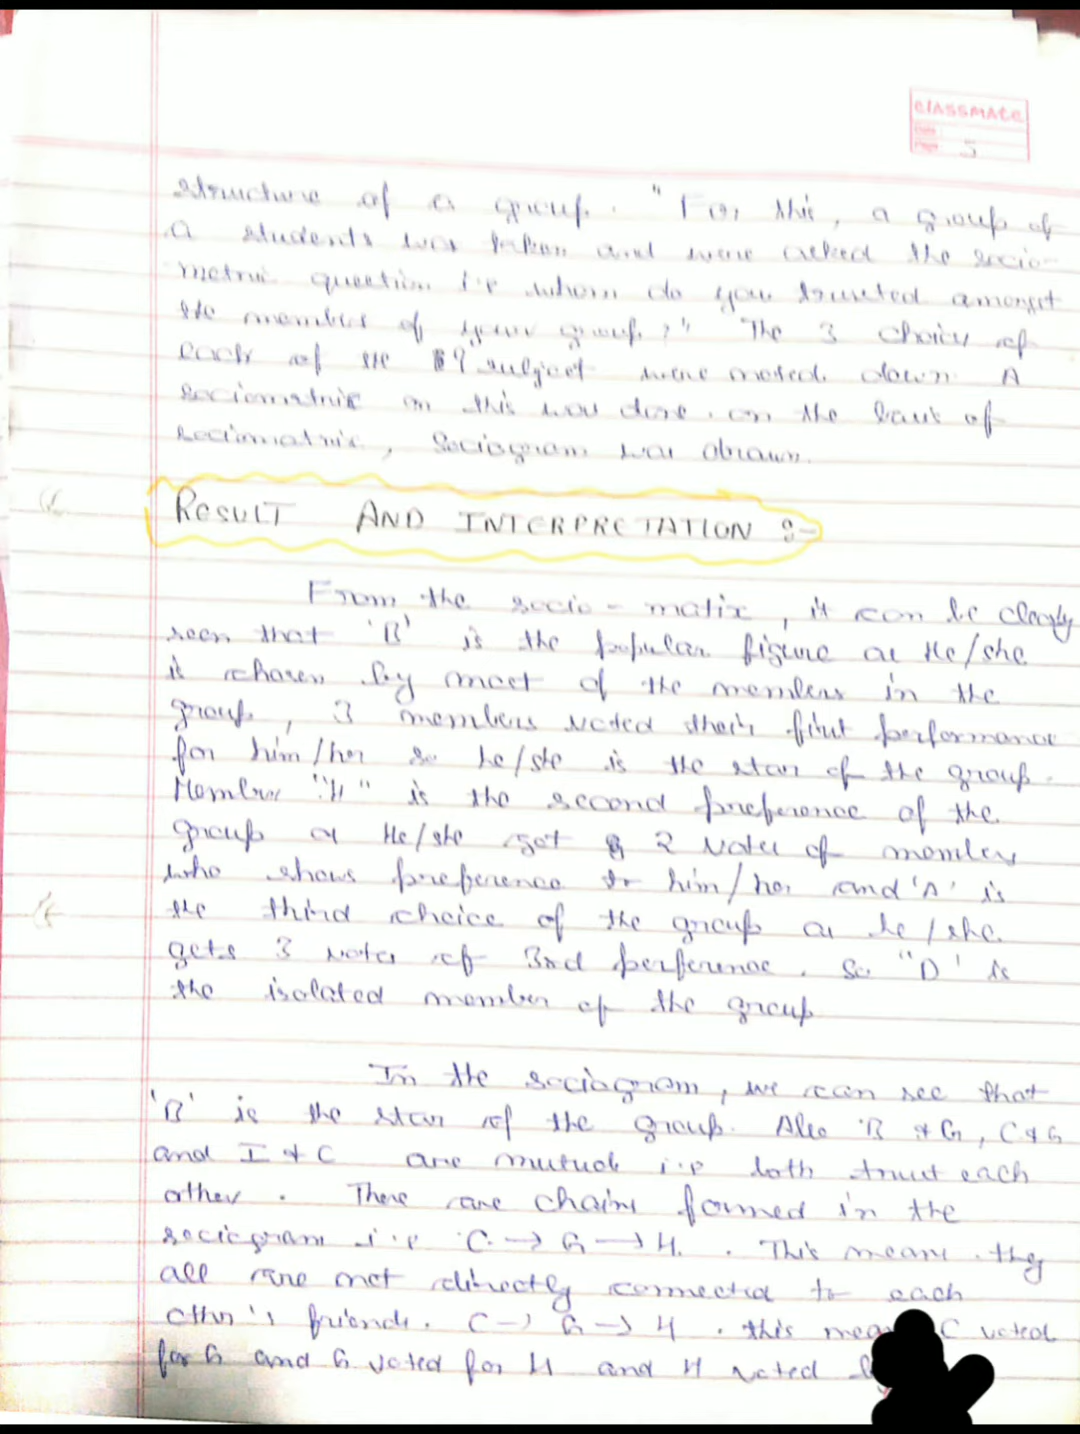 CLASSMATE
Date
Page 5
structure of a group. "For this, a group of
a students was taken and were asked the socio-
metric question i.e whom do you trusted amongst
the members of your group?" The 3 choice of
each of the 9 subject were noted down. A
sociomatric on this was done. on the basis of
sociomatric, Sociogram was drawn.
RESULT AND INTERPRETATION :-
From the socio-matix, it can be clearly
seen that 'B' is the popular figure as He/she
is chosen by most of the members in the
group, 3 members voted their first performance
for him/her so he/she is the star of the group.
Member "H" is the second preference of the
group as He/she got 2 votes of members
who shows preference to him/her and 'A' is
the third choice of the group as he/she
gets 3 votes of 3rd perference. So "D' is
the isolated member of the group
In the sociogram, we can see that
'B' is the star of the group. Also B & G, C & G
and I & C are mutual i.e both trust each
other. There are chains formed in the
sociogram i.e C → G → H. This means they
all are not directly connected to each
other's friends. C → G → H. this C voted
for G and G voted for H and H voted